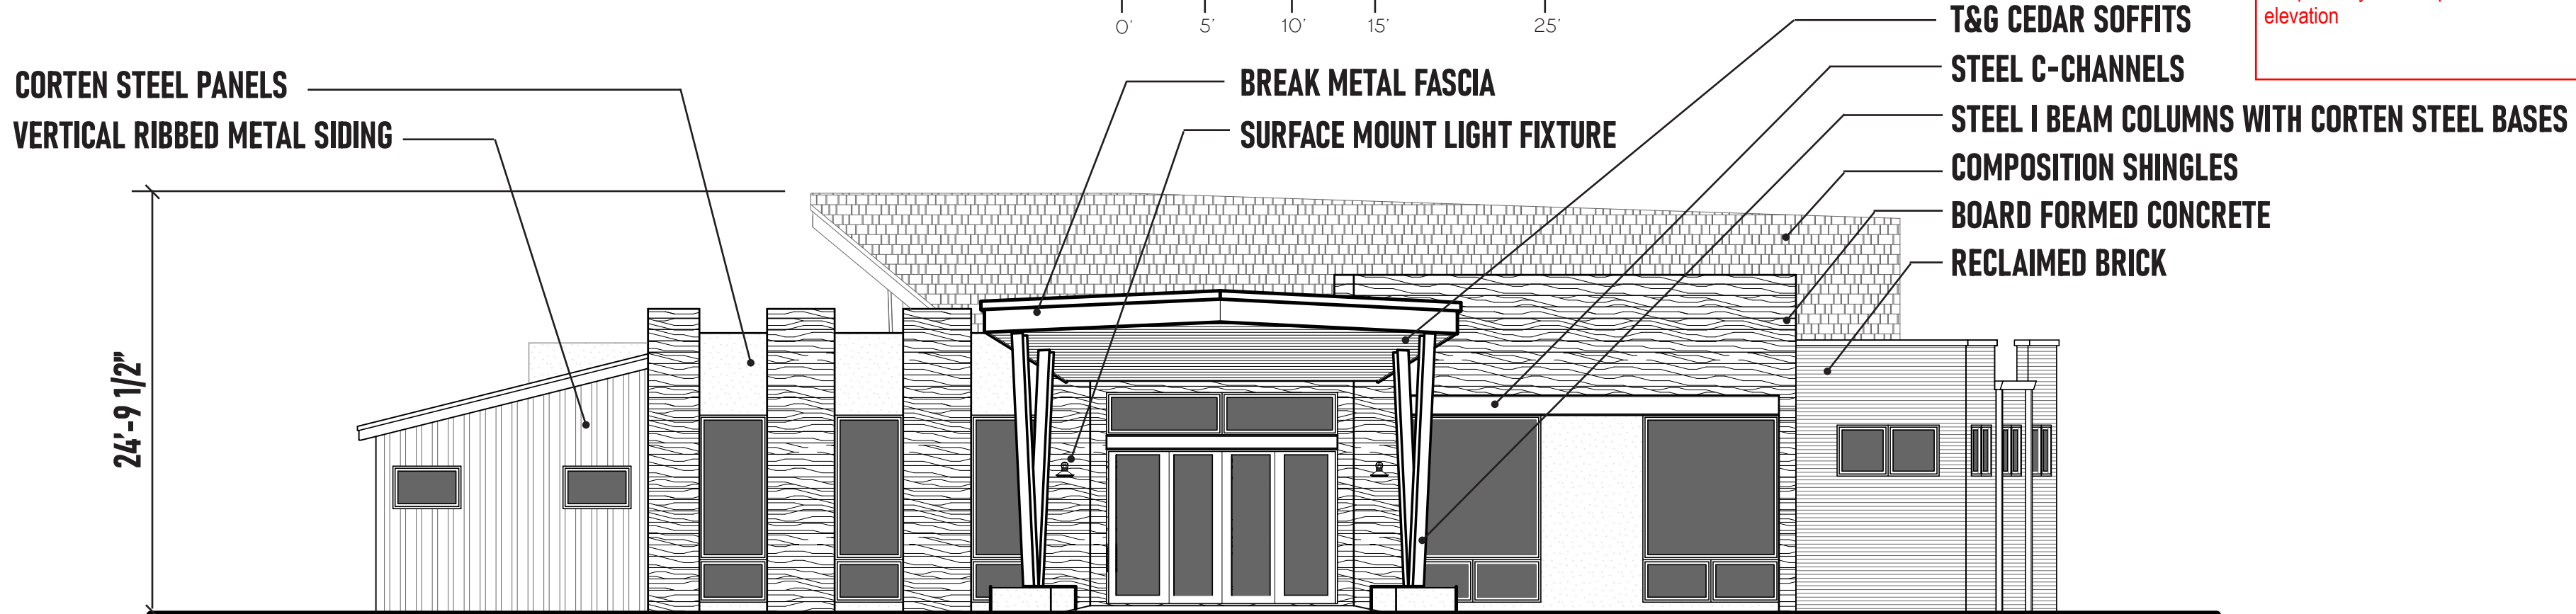 0' 5' 10' 15' 25'
elevation
T&G CEDAR SOFFITS
STEEL C-CHANNELS
STEEL I BEAM COLUMNS WITH CORTEN STEEL BASES
COMPOSITION SHINGLES
BOARD FORMED CONCRETE
RECLAIMED BRICK
BREAK METAL FASCIA
SURFACE MOUNT LIGHT FIXTURE
CORTEN STEEL PANELS
VERTICAL RIBBED METAL SIDING
24'-9 1/2"